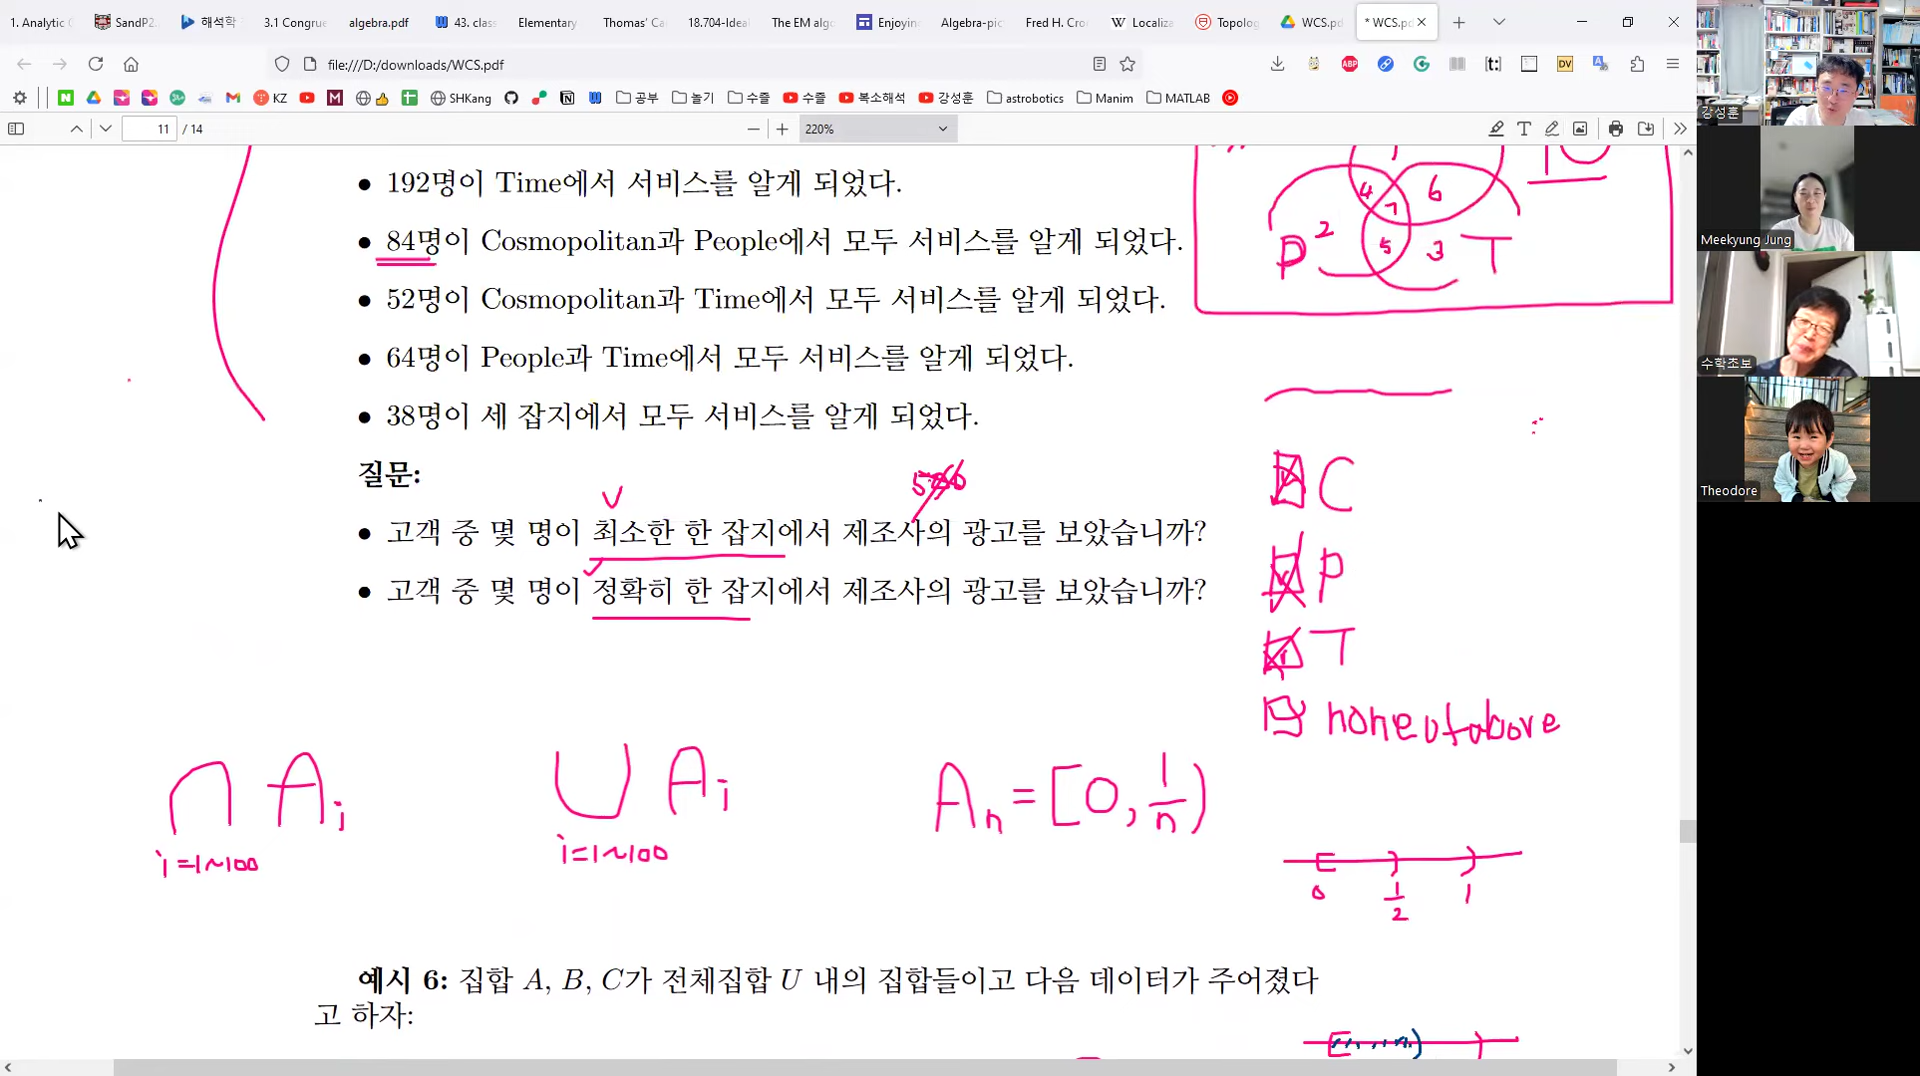 1. Analytic
SandP2
해석학
3.1 Congrue
algebra.pdf
43. class
Elementary
Thomas' Ca
18.704-Ideal
The EM algo
Enjoying
Algebra-pic
Fred H. Cro
Localiza
Topolog
WCS.pd
* WCS.pd
file:///D:/downloads/WCS.pdf
KZ
SHKang
공부
놀기
수줄
수줄
복소해석
강성훈
astrobotics
Manim
MATLAB
11 / 14
220%
• 192명이 Time에서 서비스를 알게 되었다.
• 84명이 Cosmopolitan과 People에서 모두 서비스를 알게 되었다.
• 52명이 Cosmopolitan과 Time에서 모두 서비스를 알게 되었다.
• 64명이 People과 Time에서 모두 서비스를 알게 되었다.
• 38명이 세 잡지에서 모두 서비스를 알게 되었다.
4 6
7
P 2 5 3 T
질문:
• 고객 중 몇 명이 최소한 한 잡지에서 제조사의 광고를 보았습니까?
• 고객 중 몇 명이 정확히 한 잡지에서 제조사의 광고를 보았습니까?
C
P
T
none of above
∩ Ai
i=1~100
∪ Ai
i=1~100
An = [0, 1/n)
0 1/2 1
예시 6: 집합 A, B, C가 전체집합 U 내의 집합들이고 다음 데이터가 주어졌다
고 하자:
강성훈
Meekyung Jung
수학초보
Theodore